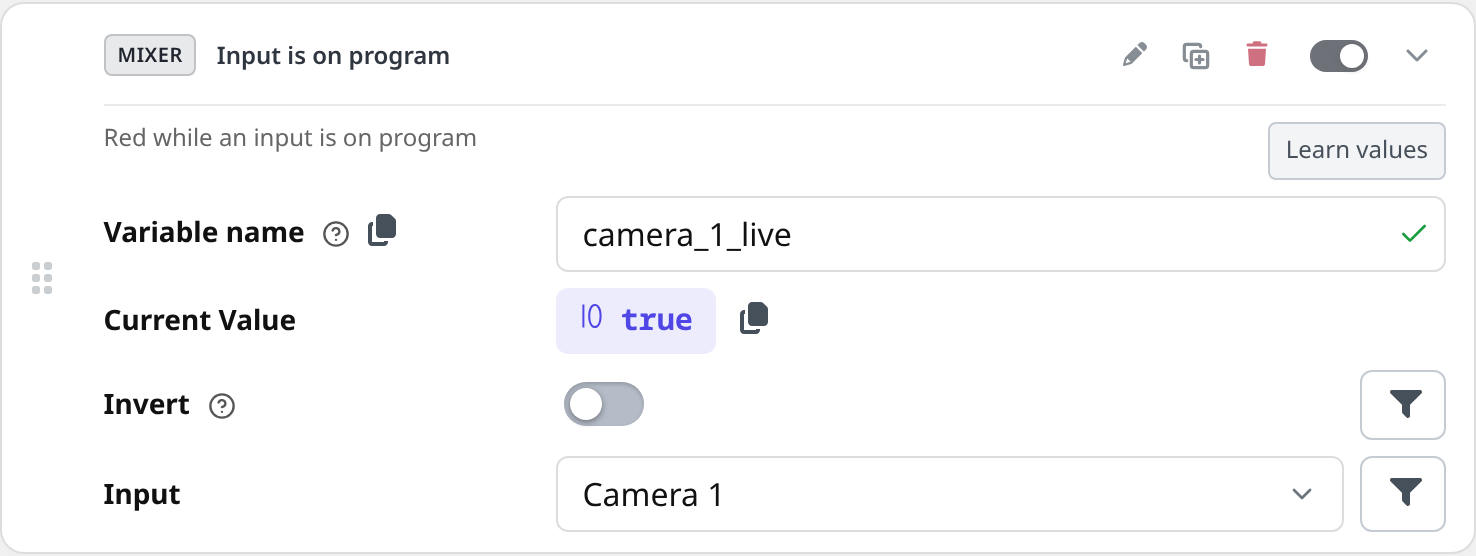 MIXER Input is on program
Red while an input is on program
Learn values
Variable name camera_1_live
Current Value true
Invert
Input Camera 1